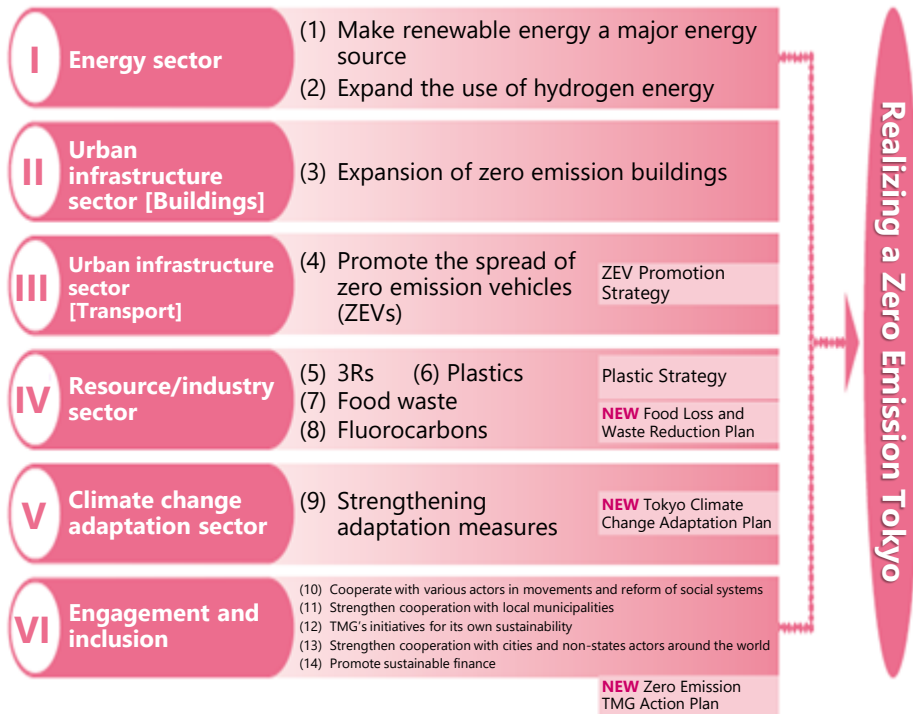 I
Energy sector
(1) Make renewable energy a major energy
source
(2) Expand the use of hydrogen energy
II
Urban
infrastructure
sector [Buildings]
(3) Expansion of zero emission buildings
III
Urban infrastructure
sector
[Transport]
(4) Promote the spread of
zero emission vehicles
(ZEVs)
ZEV Promotion
Strategy
IV
Resource/industry
sector
(5) 3Rs (6) Plastics
(7) Food waste
(8) Fluorocarbons
Plastic Strategy
NEW Food Loss and
Waste Reduction Plan
V
Climate change
adaptation sector
(9) Strengthening
adaptation measures
NEW Tokyo Climate
Change Adaptation Plan
VI
Engagement and
inclusion
(10) Cooperate with various actors in movements and reform of social systems
(11) Strengthen cooperation with local municipalities
(12) TMG's initiatives for its own sustainability
(13) Strengthen cooperation with cities and non-states actors around the world
(14) Promote sustainable finance
NEW Zero Emission
TMG Action Plan
Realizing a Zero Emission Tokyo